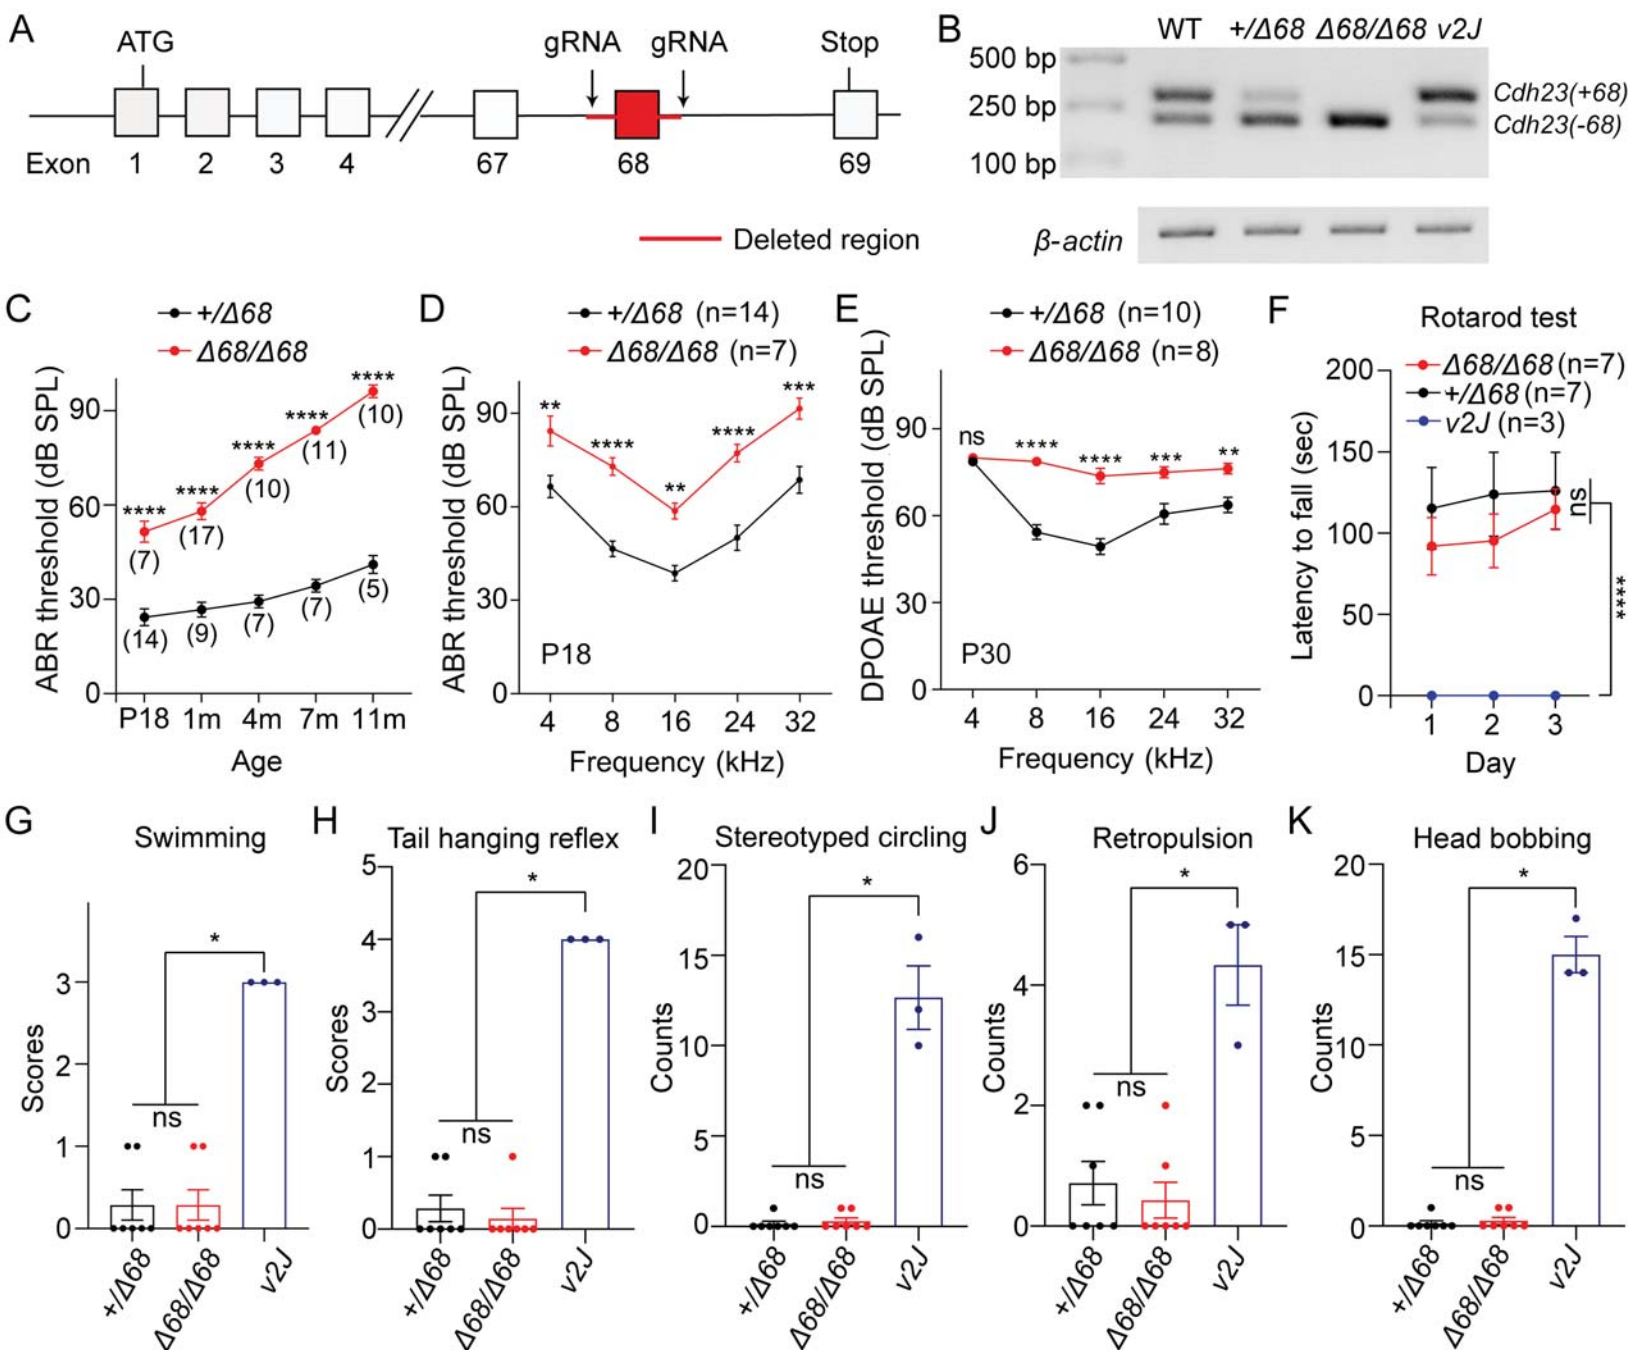 A
ATG
gRNA
gRNA
Stop
Exon
1
2
3
4
67
68
69
Deleted region
B
WT
+/Δ68
Δ68/Δ68
v2J
500 bp
250 bp
100 bp
Cdh23(+68)
Cdh23(-68)
β-actin
C
+/Δ68
Δ68/Δ68
ABR threshold (dB SPL)
90
60
30
0
****
****
****
****
****
(7)
(17)
(10)
(11)
(10)
(14)
(9)
(7)
(7)
(5)
P18
1m
4m
7m
11m
Age
D
+/Δ68 (n=14)
Δ68/Δ68 (n=7)
ABR threshold (dB SPL)
90
60
30
0
**
****
**
****
***
P18
4
8
16
24
32
Frequency (kHz)
E
+/Δ68 (n=10)
Δ68/Δ68 (n=8)
DPOAE threshold (dB SPL)
90
60
30
0
ns
****
****
***
**
P30
4
8
16
24
32
Frequency (kHz)
F
Rotarod test
Δ68/Δ68 (n=7)
+/Δ68 (n=7)
v2J (n=3)
Latency to fall (sec)
200
150
100
50
0
ns
****
1
2
3
Day
G
Swimming
Scores
3
2
1
0
*
ns
+/Δ68
Δ68/Δ68
v2J
H
Tail hanging reflex
Scores
5
4
3
2
1
0
*
ns
+/Δ68
Δ68/Δ68
v2J
I
Stereotyped circling
Counts
20
15
10
5
0
*
ns
+/Δ68
Δ68/Δ68
v2J
J
Retropulsion
Counts
6
4
2
0
*
ns
+/Δ68
Δ68/Δ68
v2J
K
Head bobbing
Counts
20
15
10
5
0
*
ns
+/Δ68
Δ68/Δ68
v2J